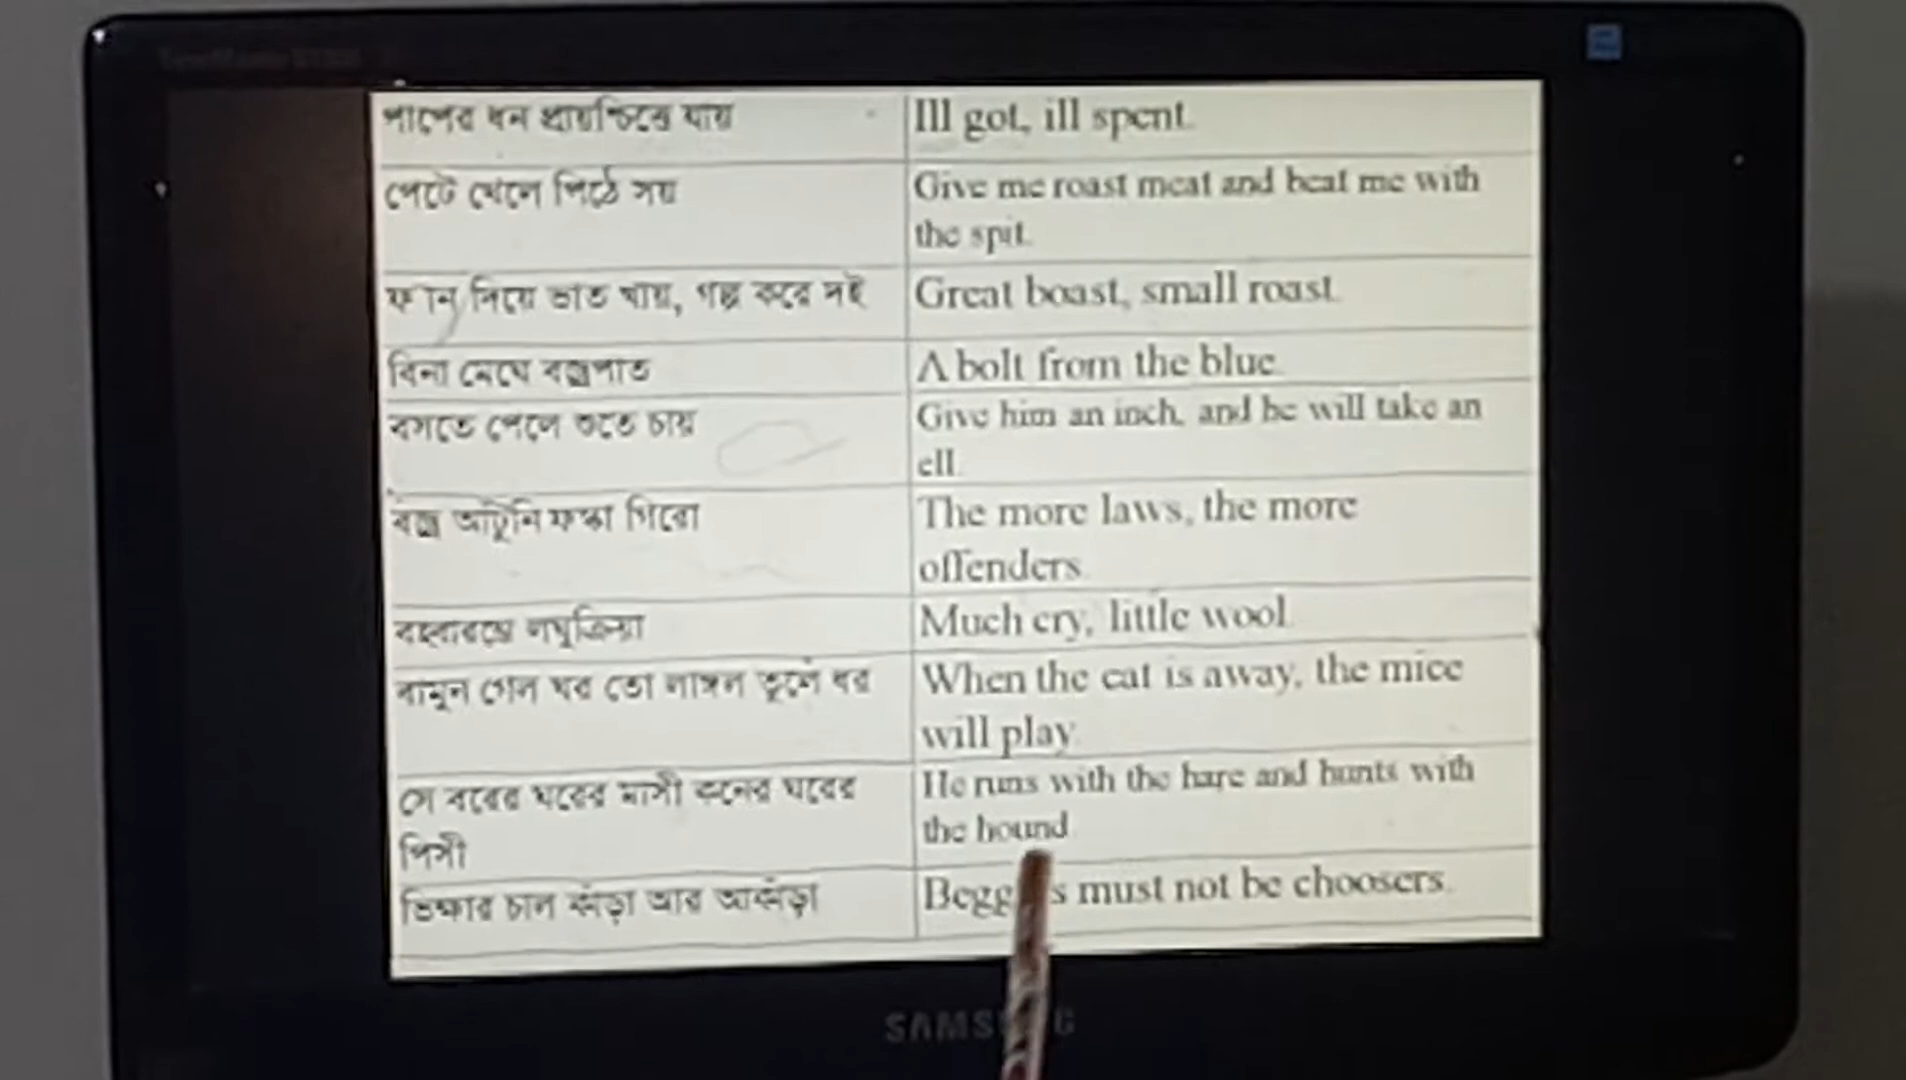 পাপের ধন প্রায়শ্চিত্তে যায়
Ill got, ill spent.
পেটে খেলে পিঠে সয়
Give me roast meat and beat me with
the spit.
ফ্যান দিয়ে ভাত খায়, গল্প করে দই
Great boast, small roast.
বিনা মেঘে বজ্রপাত
A bolt from the blue.
বসতে পেলে শুতে চায়
Give him an inch, and he will take an
ell.
বজ্র আটুনি ফস্কা গিরো
The more laws, the more
offenders.
বহ্বারম্ভে লঘুক্রিয়া
Much cry, little wool.
বামুন গেল ঘর তো লাঙ্গল তুলে ধর
When the cat is away, the mice
will play.
সে বরের ঘরের মাসী কনের ঘরের
পিসী
He runs with the hare and hunts with
the hound.
ভিক্ষার চাল কাঁড়া আর আকাঁড়া
must not be choosers.
SAMSUNG